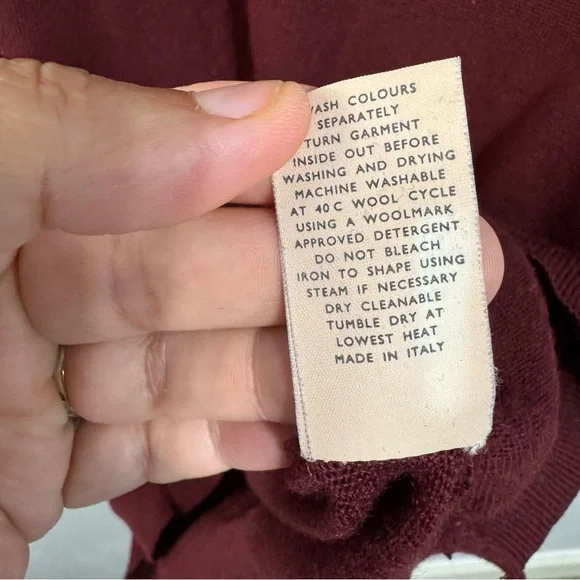 WASH COLOURS
SEPARATELY
TURN GARMENT
INSIDE OUT BEFORE
WASHING AND DRYING
MACHINE WASHABLE
AT 40C WOOL CYCLE
USING A WOOLMARK
APPROVED DETERGENT
DO NOT BLEACH
IRON TO SHAPE USING
STEAM IF NECESSARY
DRY CLEANABLE
TUMBLE DRY AT
LOWEST HEAT
MADE IN ITALY